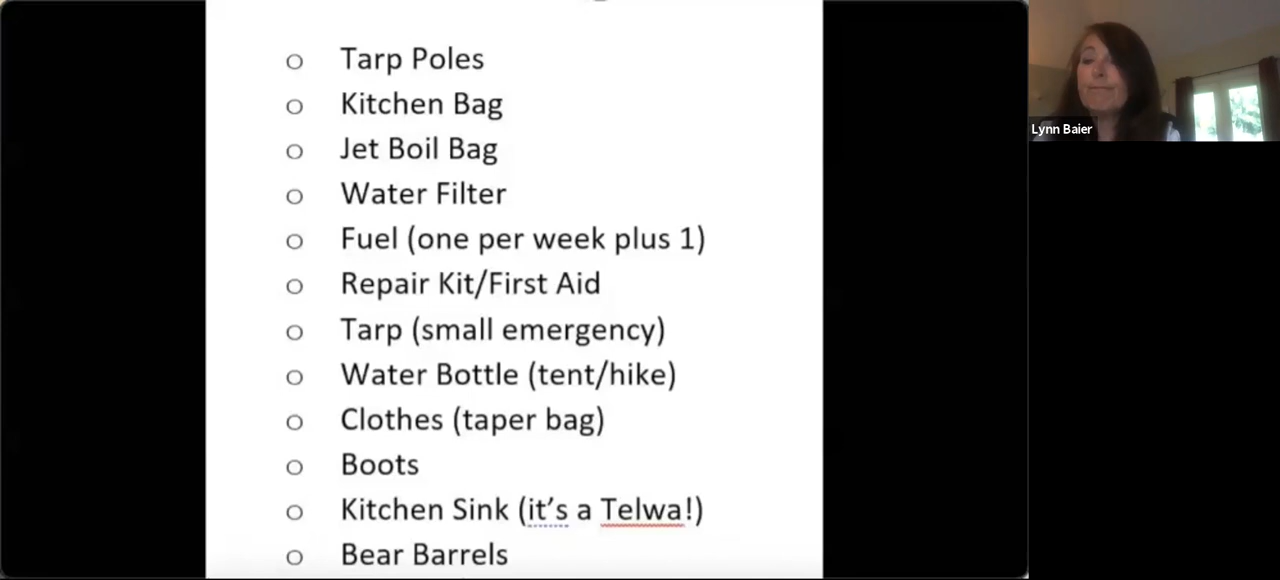 o Tarp Poles
o Kitchen Bag
o Jet Boil Bag
o Water Filter
o Fuel (one per week plus 1)
o Repair Kit/First Aid
o Tarp (small emergency)
o Water Bottle (tent/hike)
o Clothes (taper bag)
o Boots
o Kitchen Sink (it's a Telwa!)
o Bear Barrels
Lynn Baier